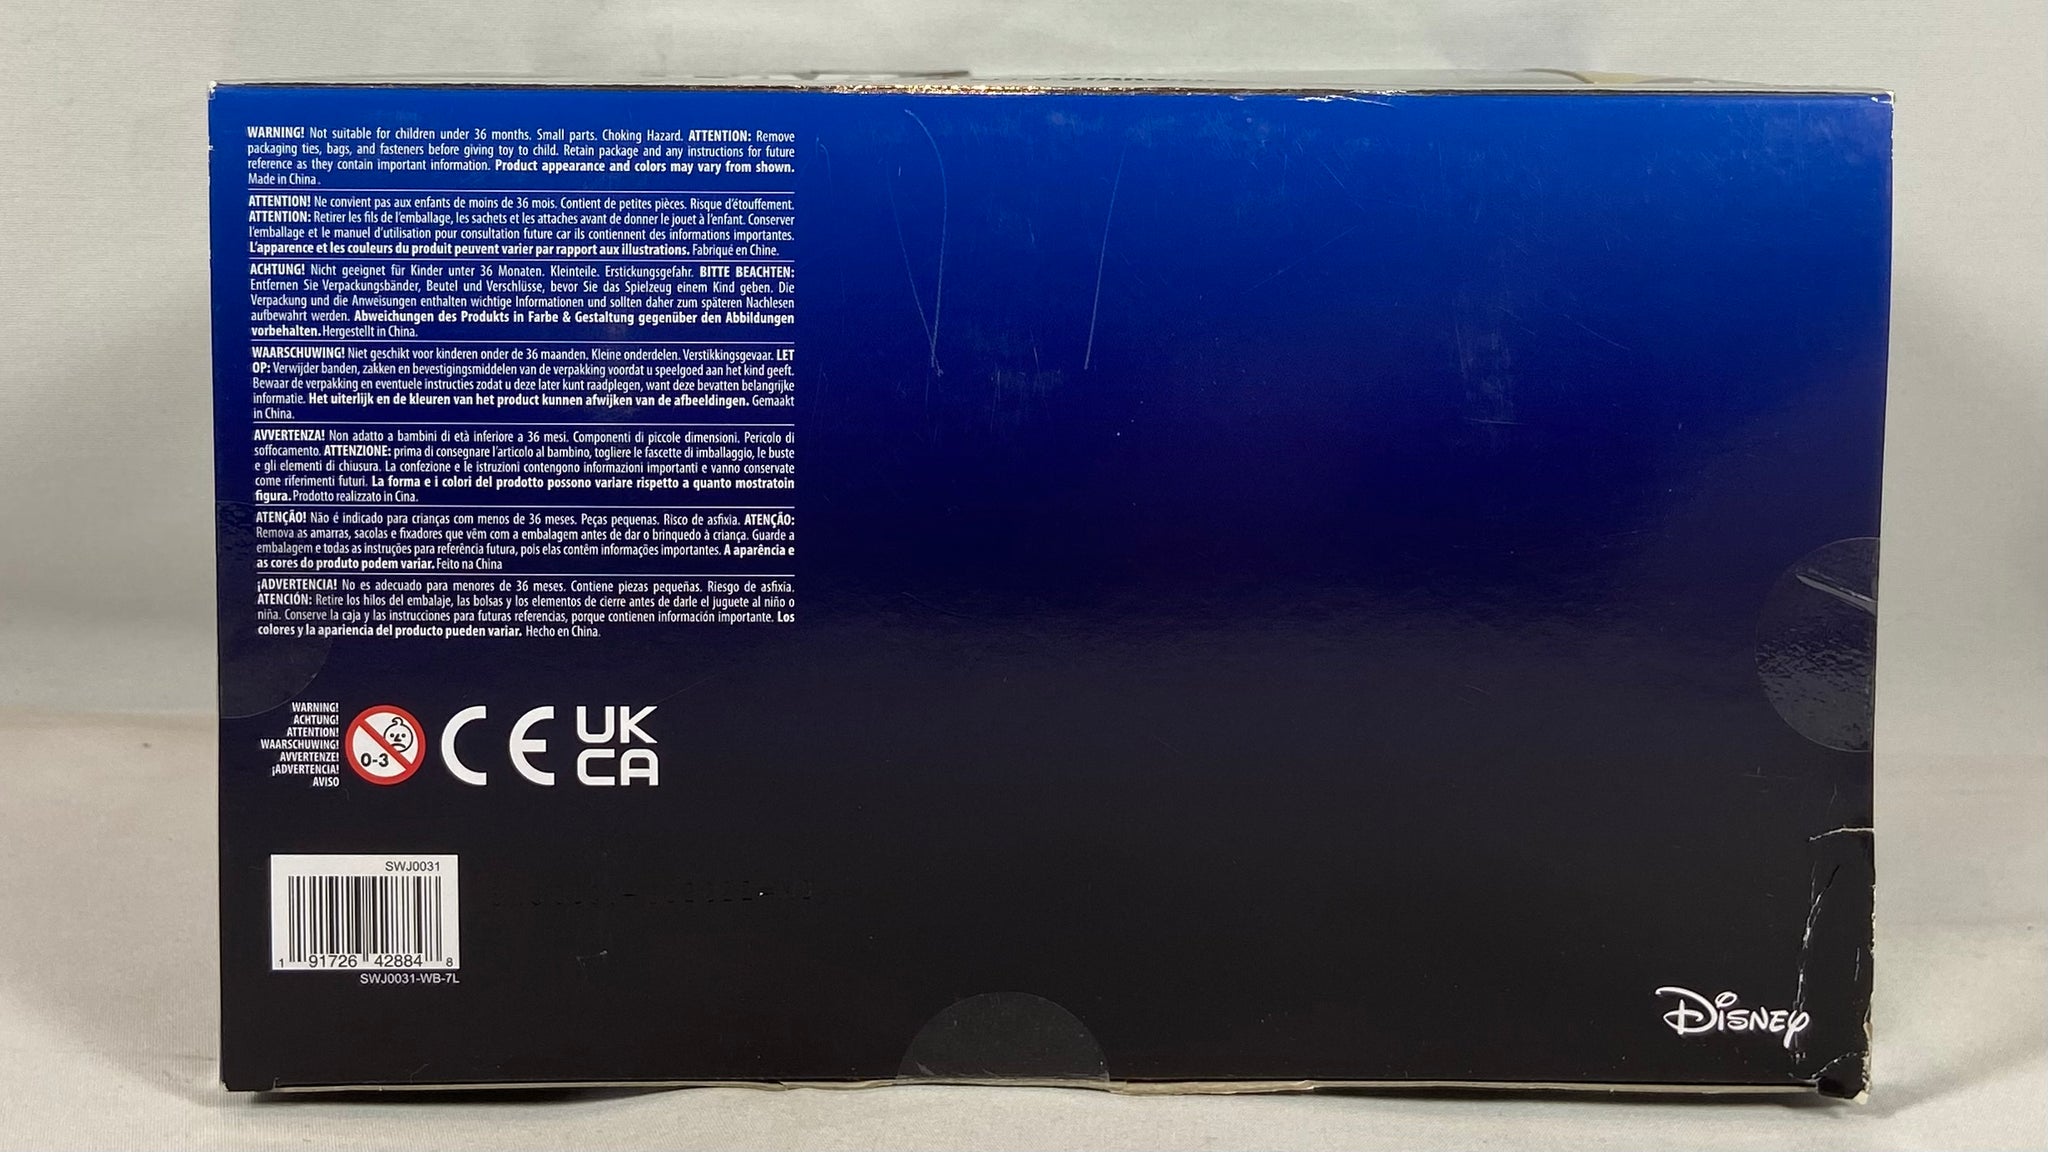 WARNING! Not suitable for children under 36 months. Small parts. Choking Hazard. ATTENTION: Remove
packaging ties, bags, and fasteners before giving toy to child. Retain package and any instructions for future
reference as they contain important information. Product appearance and colors may vary from shown.
Made in China.
ATTENTION! Ne convient pas aux enfants de moins de 36 mois. Contient de petites pièces. Risque d'étouffement.
ATTENTION: Retirer les fils de l'emballage, les sachets et les attaches avant de donner le jouet à l'enfant. Conserver
l'emballage et le manuel d'utilisation pour consultation future car ils contiennent des informations importantes.
L'apparence et les couleurs du produit peuvent varier par rapport aux illustrations. Fabriqué en Chine.
ACHTUNG! Nicht geeignet für Kinder unter 36 Monaten. Kleinteile. Erstickungsgefahr. BITTE BEACHTEN:
Entfernen Sie Verpackungsbänder, Beutel und Verschlüsse, bevor Sie das Spielzeug einem Kind geben. Die
Verpackung und die Anweisungen enthalten wichtige Informationen und sollten daher zum späteren Nachlesen
aufbewahrt werden. Abweichungen des Produkts in Farbe & Gestaltung gegenüber den Abbildungen
vorbehalten. Hergestellt in China.
WAARSCHUWING! Niet geschikt voor kinderen onder de 36 maanden. Kleine onderdelen. Verstikkingsgevaar. LET
OP: Verwijder banden, zakken en bevestigingsmiddelen van de verpakking voordat u speelgoed aan het kind geeft.
Bewaar de verpakking en eventuele instructies zodat u deze later kunt raadplegen, want deze bevatten belangrijke
informatie. Het uiterlijk en de kleuren van het product kunnen afwijken van de afbeeldingen. Gemaakt
in China.
AVVERTENZA! Non adatto a bambini di età inferiore a 36 mesi. Componenti di piccole dimensioni. Pericolo di
soffocamento. ATTENZIONE: prima di consegnare l'articolo al bambino, togliere le fascette di imballaggio, le buste
e gli elementi di chiusura. La confezione e le istruzioni contengono informazioni importanti e vanno conservate
come riferimenti futuri. La forma e i colori del prodotto possono variare rispetto a quanto mostratoin
figura. Prodotto realizzato in Cina.
ATENÇÃO! Não é indicado para crianças com menos de 36 meses. Peças pequenas. Risco de asfixia. ATENÇÃO:
Remova as amarras, sacolas e fixadores que vêm com a embalagem antes de dar o brinquedo à criança. Guarde a
embalagem e todas as instruções para referência futura, pois elas contêm informações importantes. A aparência e
as cores do produto podem variar. Feito na China
¡ADVERTENCIA! No es adecuado para menores de 36 meses. Contiene piezas pequeñas. Riesgo de asfixia.
ATENCIÓN: Retire los hilos del embalaje, las bolsas y los elementos de cierre antes de darle el juguete al niño o
niña. Conserve la caja y las instrucciones para futuras referencias, porque contienen información importante. Los
colores y la apariencia del producto pueden variar. Hecho en China.
WARNING!
ACHTUNG!
ATTENTION!
WAARSCHUWING!
AVVERTENZE!
¡ADVERTENCIA!
AVISO
0-3
CE
UK
CA
SWJ0031
1 91726 42884 8
SWJ0031-WB-7L
Disney